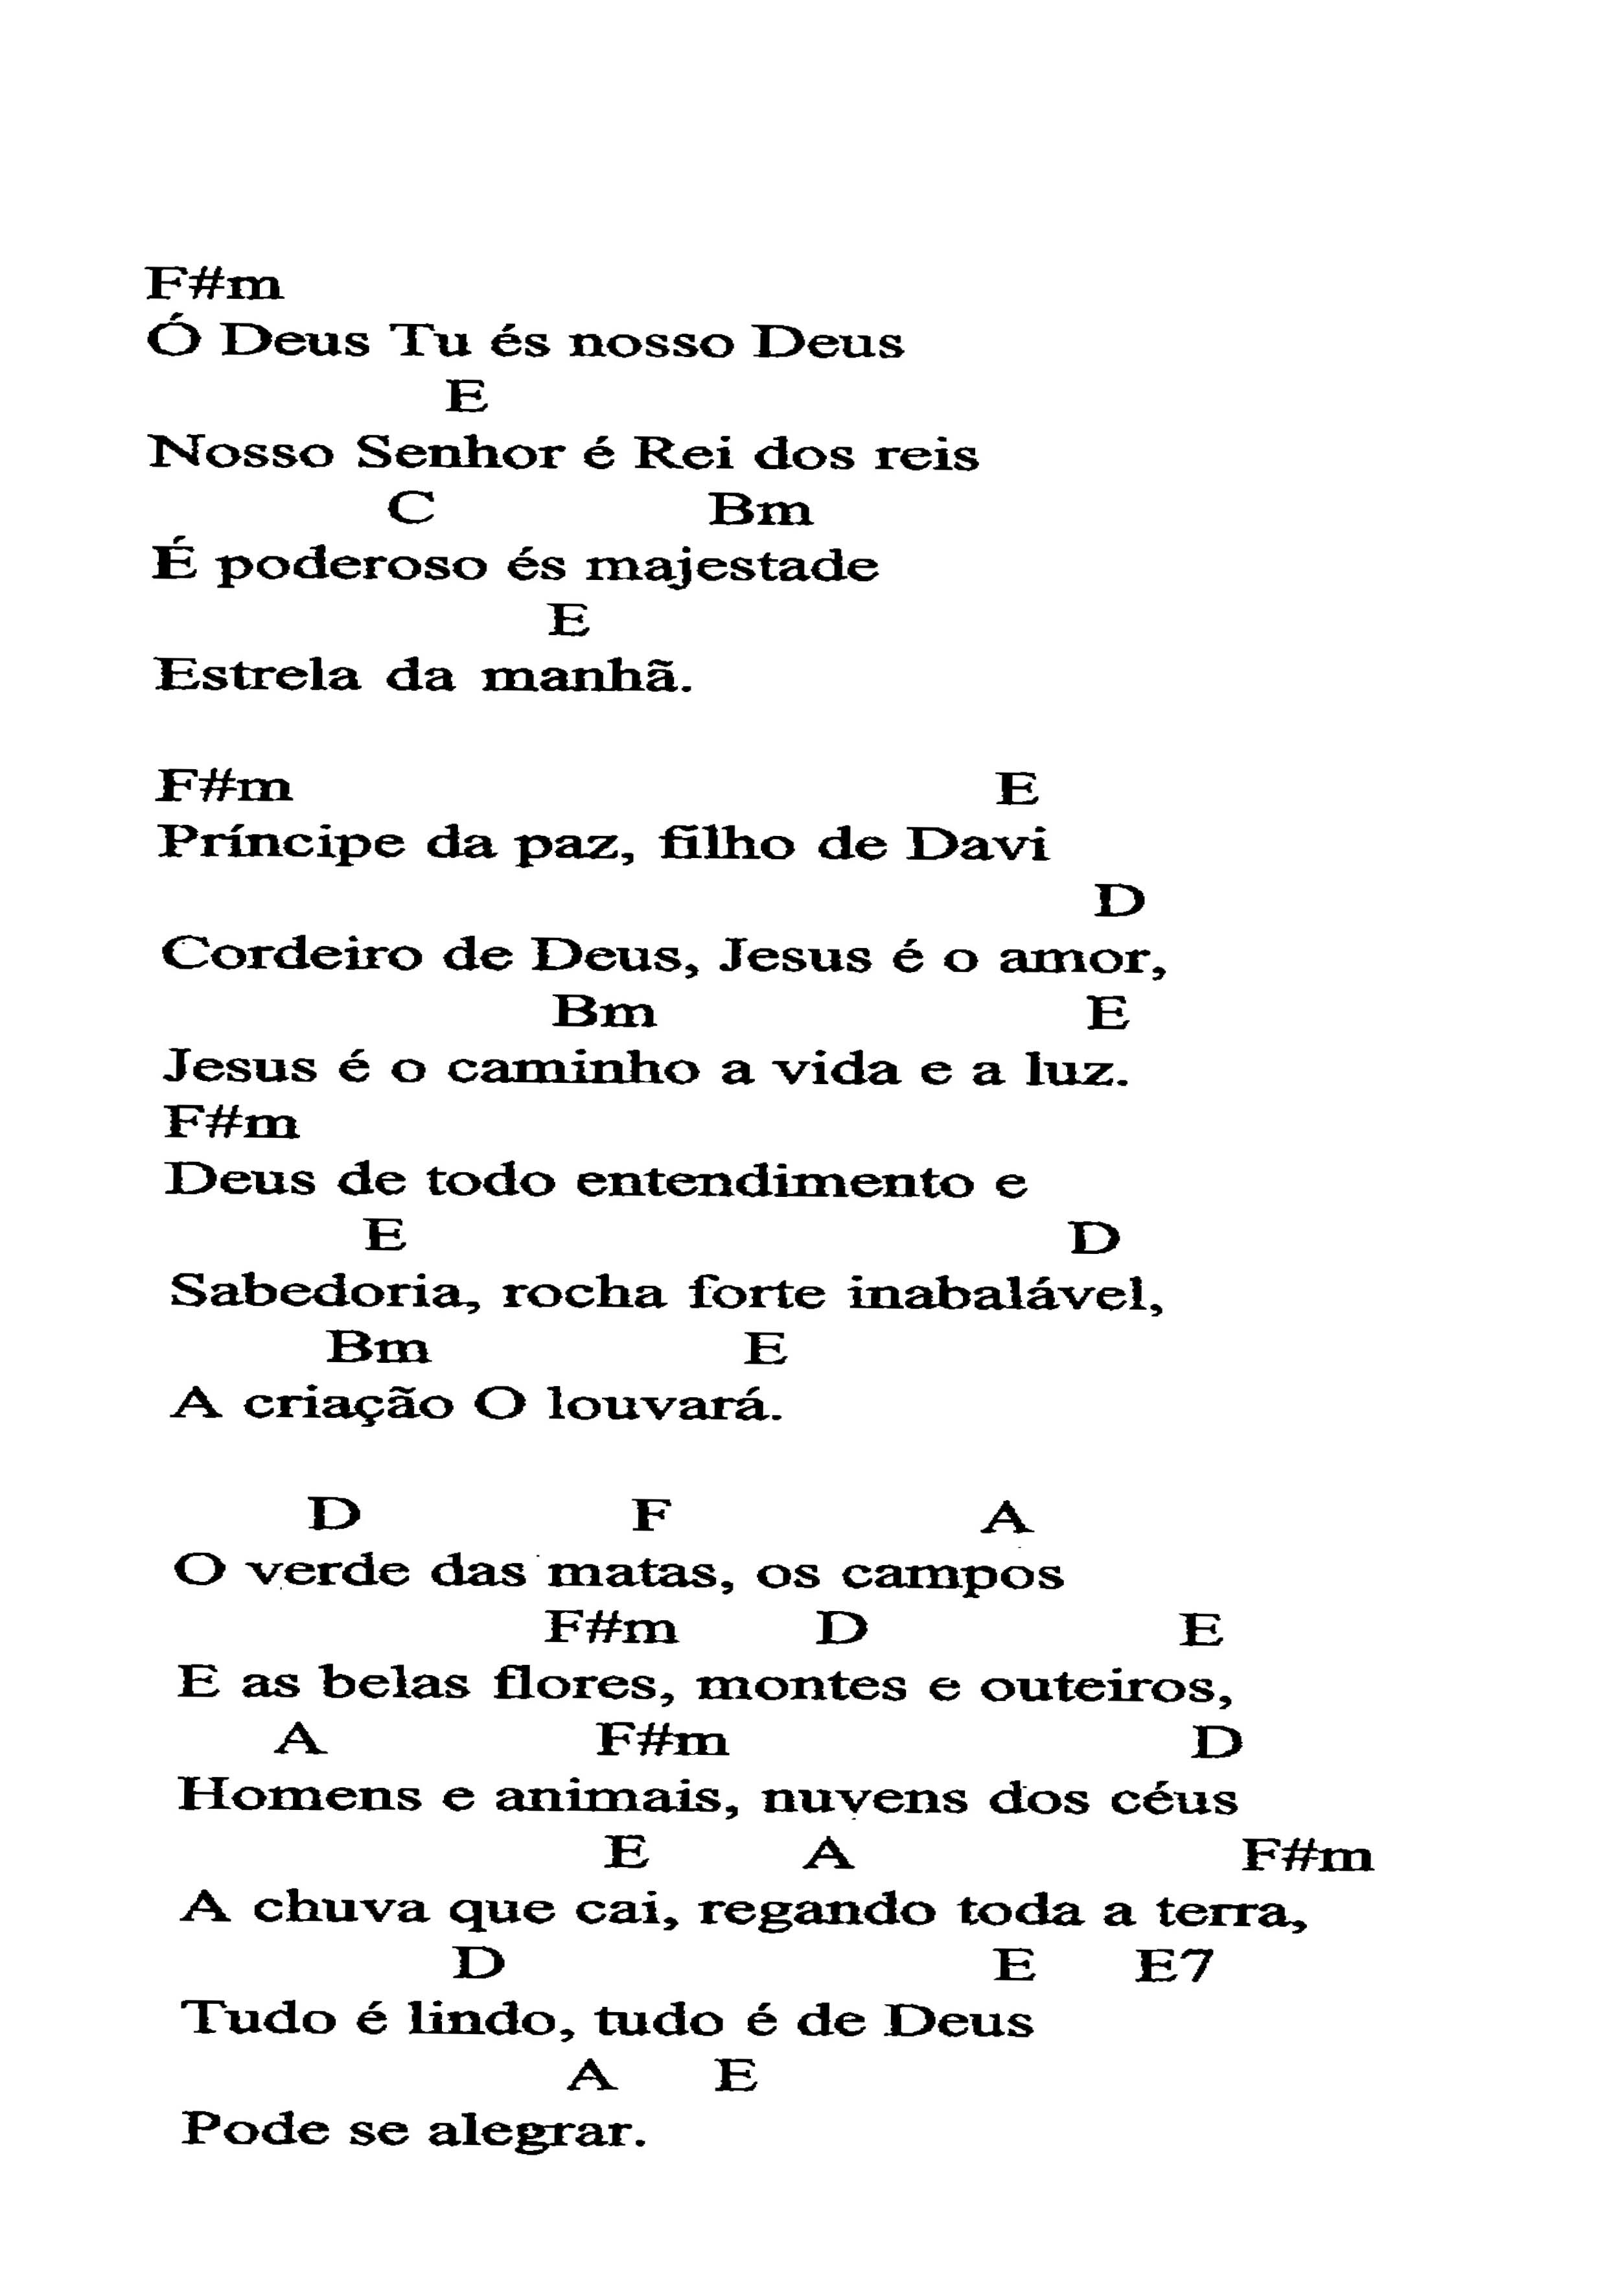 F#m
Ó Deus Tu és nosso Deus
E
Nosso Senhor é Rei dos reis
C Bm
É poderoso és majestade
E
Estrela da manhã.
F#m E
Príncipe da paz, filho de Davi
D
Cordeiro de Deus, Jesus é o amor,
Bm E
Jesus é o caminho a vida e a luz.
F#m
Deus de todo entendimento e
E D
Sabedoria, rocha forte inabalável,
Bm E
A criação O louvará.
D F A
O verde das matas, os campos
F#m D E
E as belas flores, montes e outeiros,
A F#m D
Homens e animais, nuvens dos céus
E A F#m
A chuva que cai, regando toda a terra,
D E E7
Tudo é lindo, tudo é de Deus
A E
Pode se alegrar.